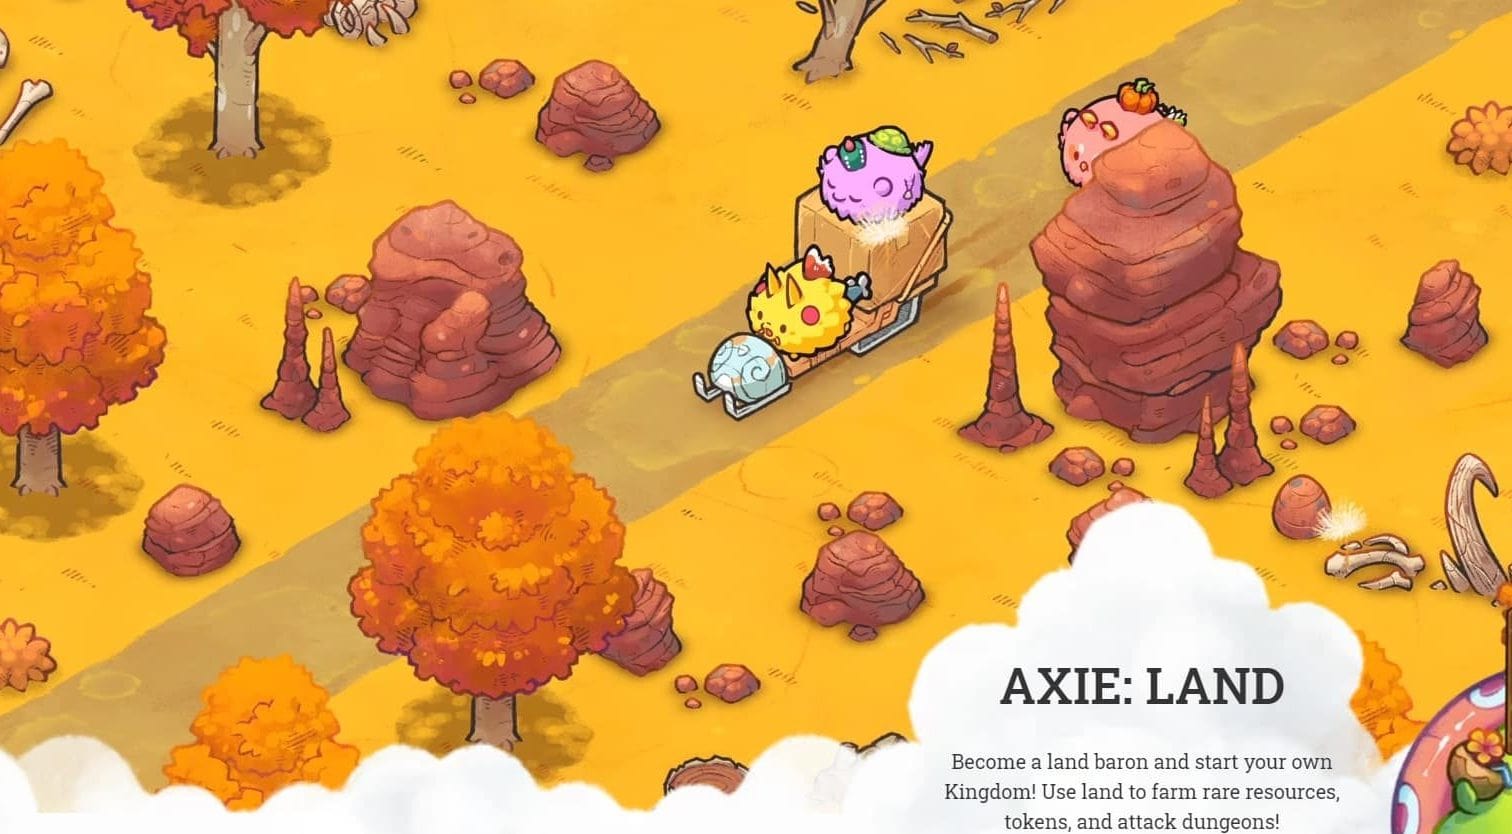 AXIE: LAND
Become a land baron and start your own
Kingdom! Use land to farm rare resources,
tokens, and attack dungeons!